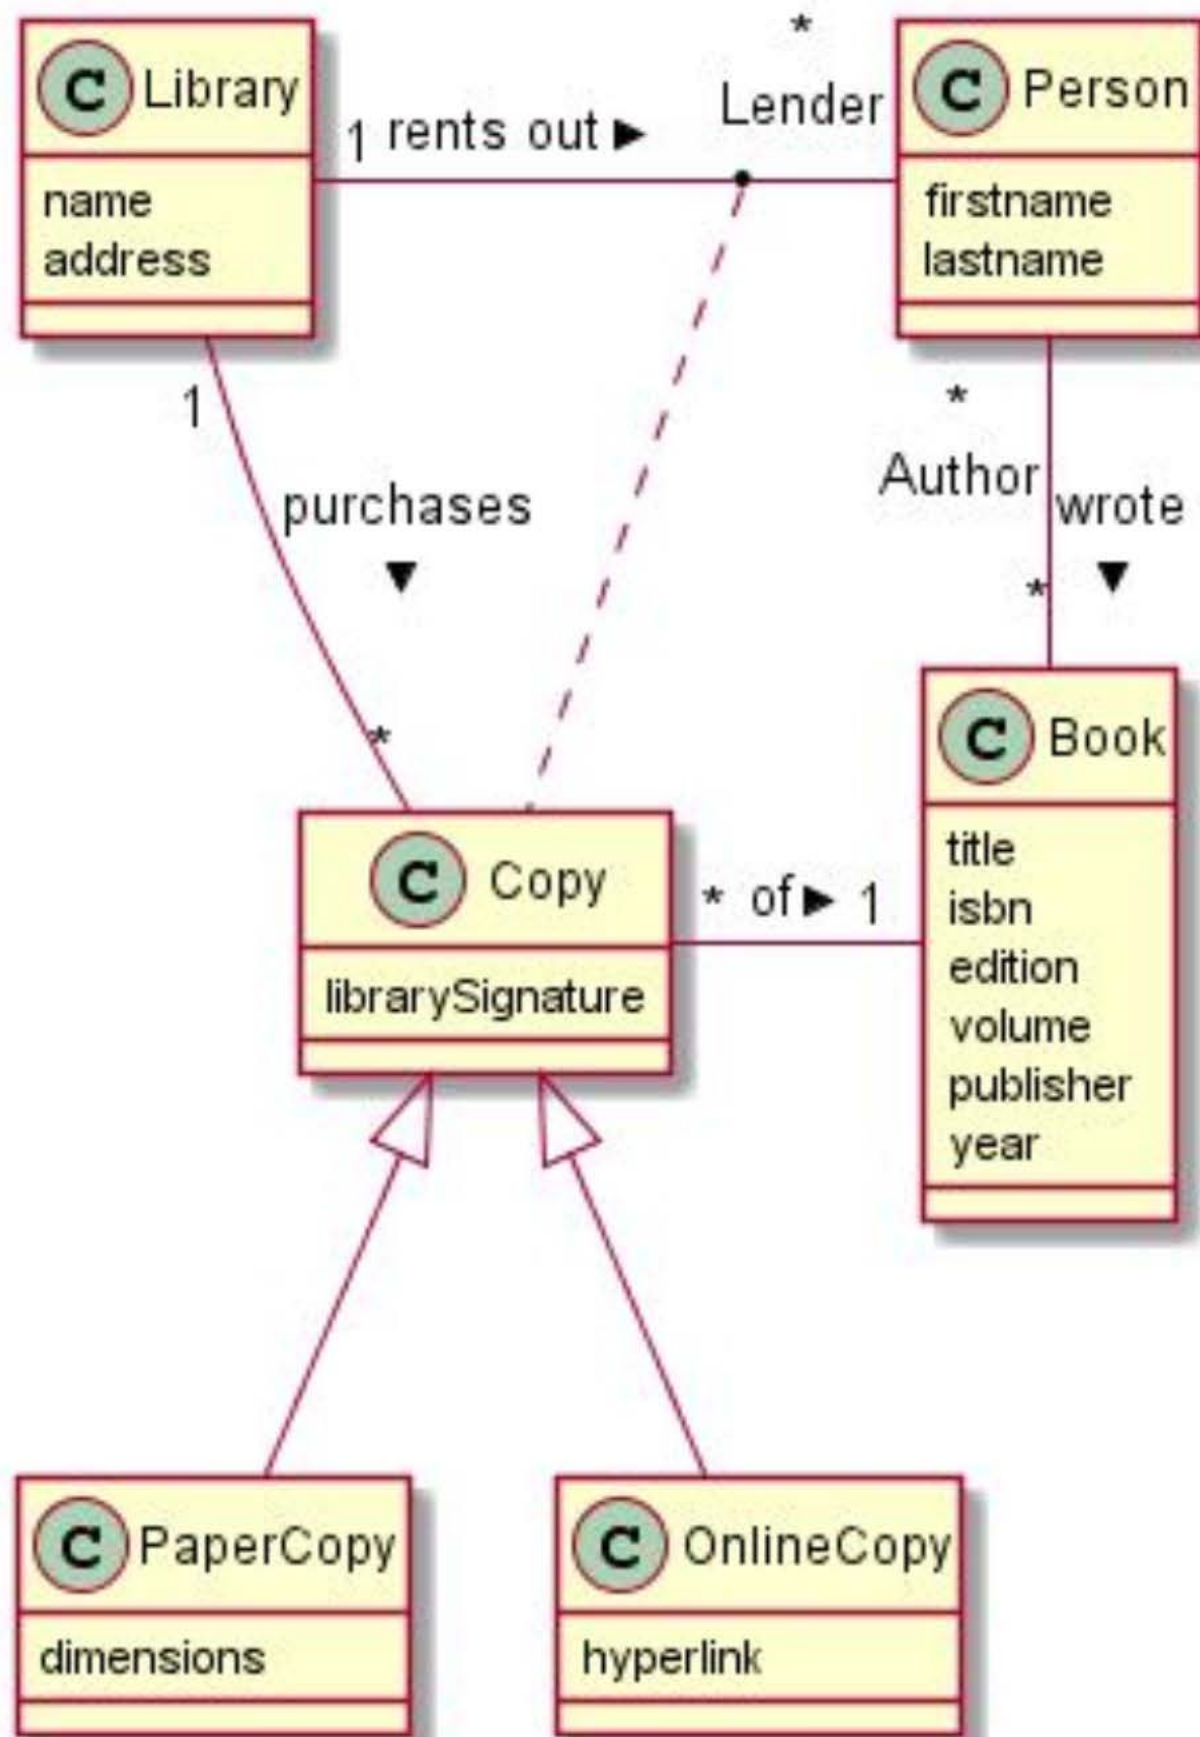 C Library
name
address
1 rents out ▶
*
Lender
C Person
firstname
lastname
1
purchases
▼
*
*
Author
wrote
▼
*
C Copy
librarySignature
* of ▶ 1
C Book
title
isbn
edition
volume
publisher
year
C PaperCopy
dimensions
C OnlineCopy
hyperlink